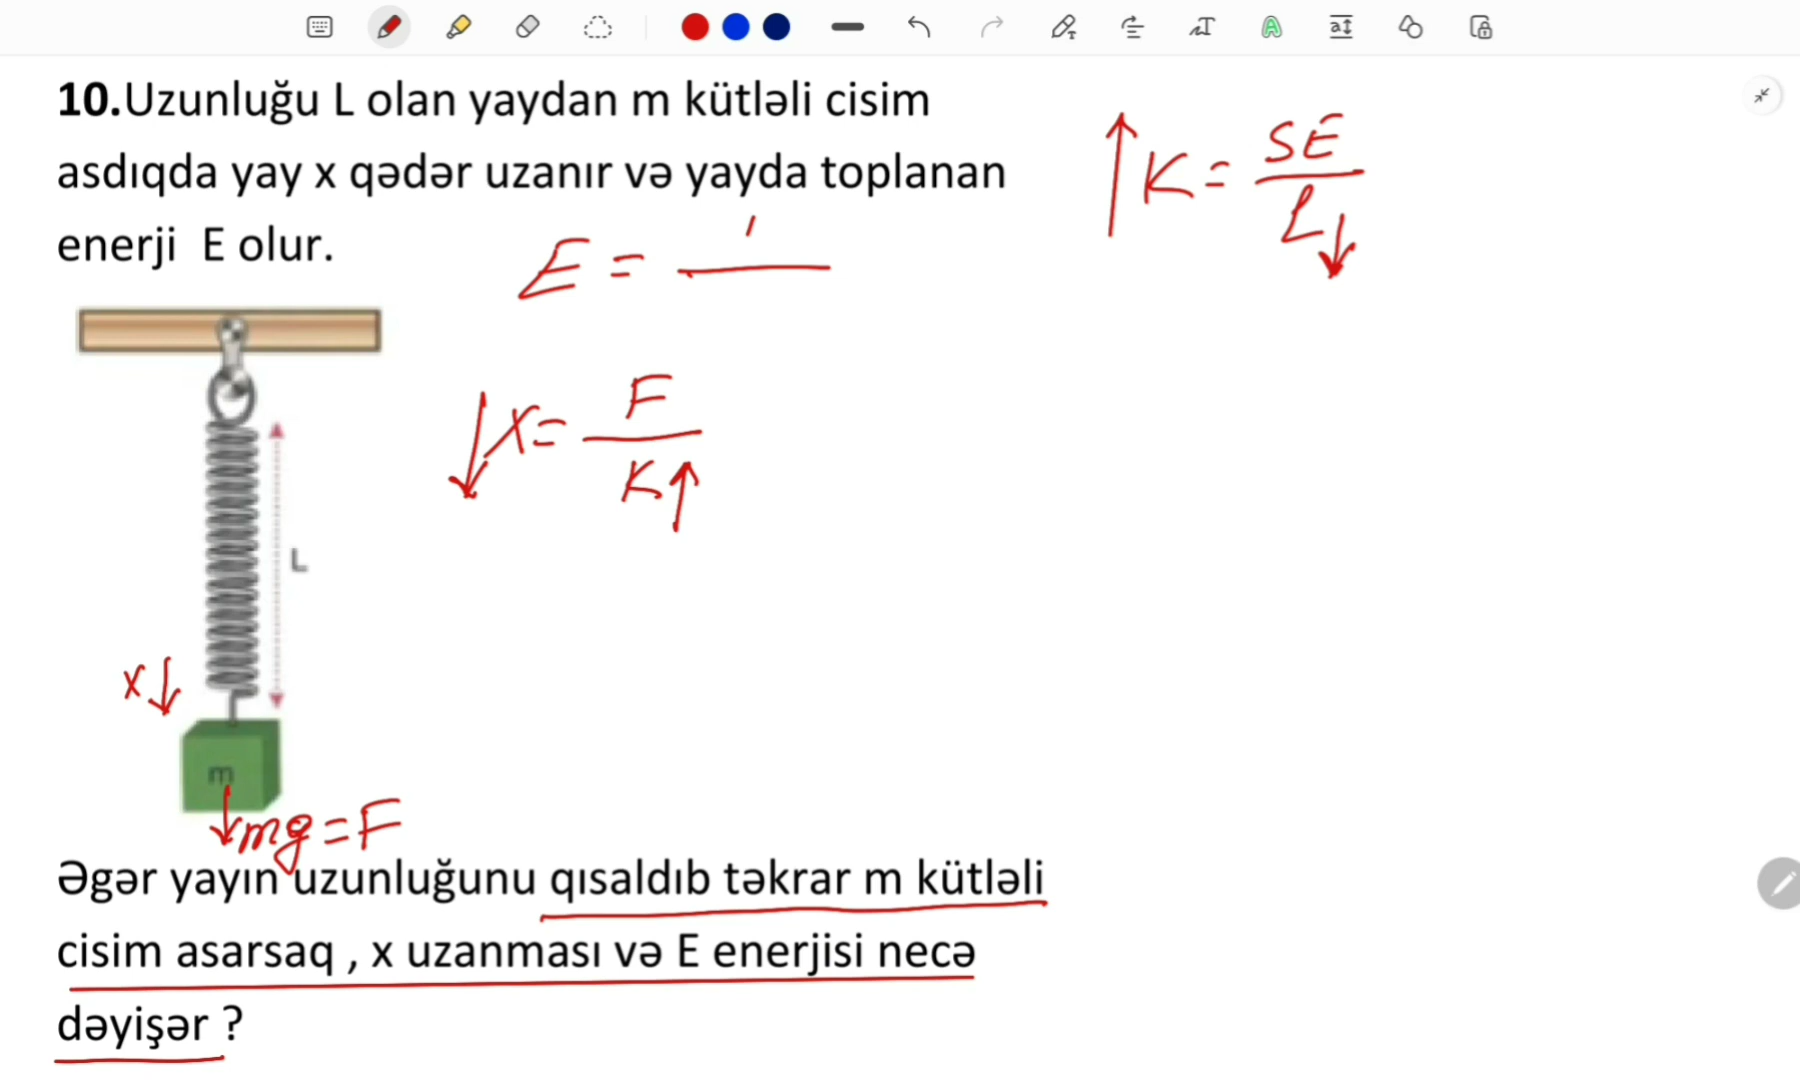 10.Uzunluğu L olan yaydan m kütləli cisim
asdıqda yay x qədər uzanır və yayda toplanan
enerji E olur.
K = SE / L
E =
x = F / K
L
x
m
mg = F
Əgər yayın uzunluğunu qısaldıb təkrar m kütləli
cisim asarsaq , x uzanması və E enerjisi necə
dəyişər ?